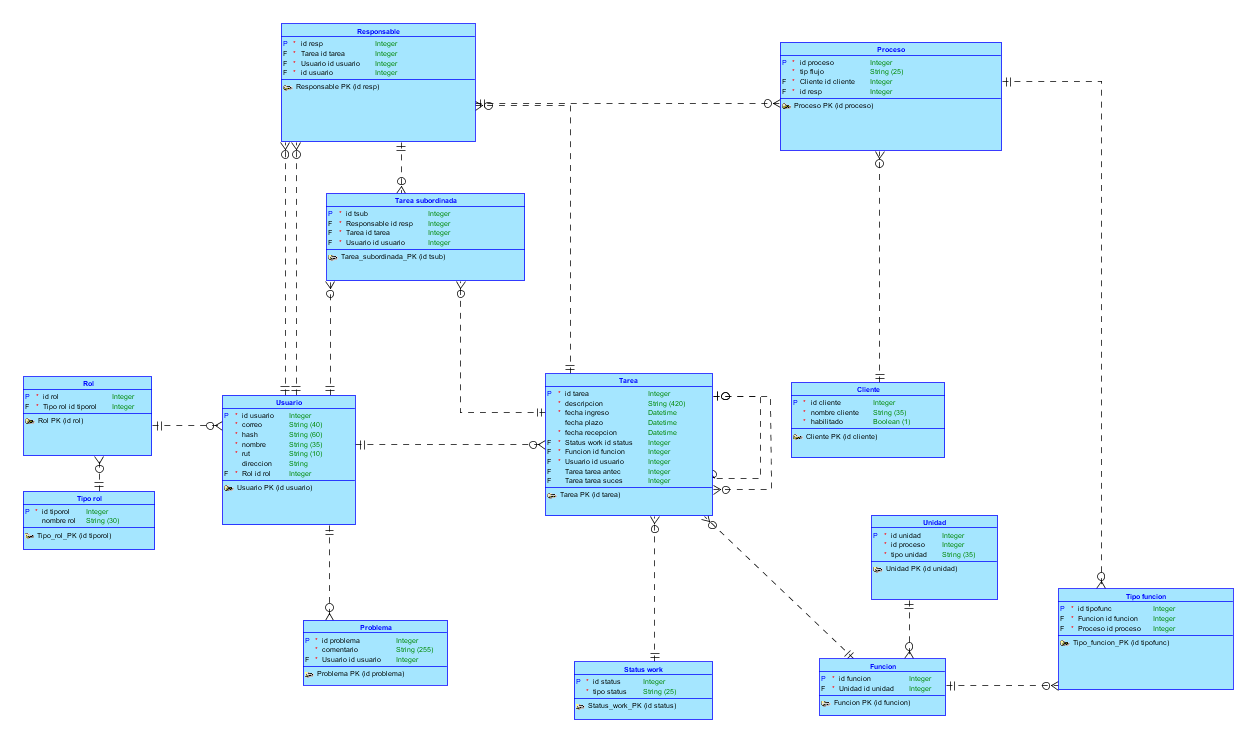 Responsable
P * id resp Integer
F * Tarea id tarea Integer
F * Usuario id usuario Integer
F * id usuario Integer
Responsable PK (id resp)
Proceso
P * id proceso Integer
* tip flujo String (25)
F * Cliente id cliente Integer
F * id resp Integer
Proceso PK (id proceso)
Tarea subordinada
P * id tsub Integer
F * Responsable id resp Integer
F * Tarea id tarea Integer
F * Usuario id usuario Integer
Tarea_subordinada_PK (id tsub)
Rol
P * id rol Integer
F * Tipo rol id tiporol Integer
Rol PK (id rol)
Usuario
P * id usuario Integer
* correo String (40)
* hash String (60)
* nombre String (35)
* rut String (10)
direccion String
F * Rol id rol Integer
Usuario PK (id usuario)
Tarea
P * id tarea Integer
* descripcion String (420)
* fecha ingreso Datetime
fecha plazo Datetime
* fecha recepcion Datetime
F * Status work id status Integer
F * Funcion id funcion Integer
F * Usuario id usuario Integer
F Tarea tarea antec Integer
F Tarea tarea suces Integer
Tarea PK (id tarea)
Cliente
P * id cliente Integer
* nombre cliente String (35)
* habilitado Boolean (1)
Cliente PK (id cliente)
Tipo rol
P * id tiporol Integer
nombre rol String (30)
Tipo_rol_PK (id tiporol)
Unidad
P * id unidad Integer
* id proceso Integer
* tipo unidad String (35)
Unidad PK (id unidad)
Tipo funcion
P * id tipofunc Integer
F * Funcion id funcion Integer
F * Proceso id proceso Integer
Tipo_funcion_PK (id tipofunc)
Problema
P * id problema Integer
* comentario String (255)
F * Usuario id usuario Integer
Problema PK (id problema)
Status work
P * id status Integer
* tipo status String (25)
Status_work_PK (id status)
Funcion
P * id funcion Integer
F * Unidad id unidad Integer
Funcion PK (id funcion)